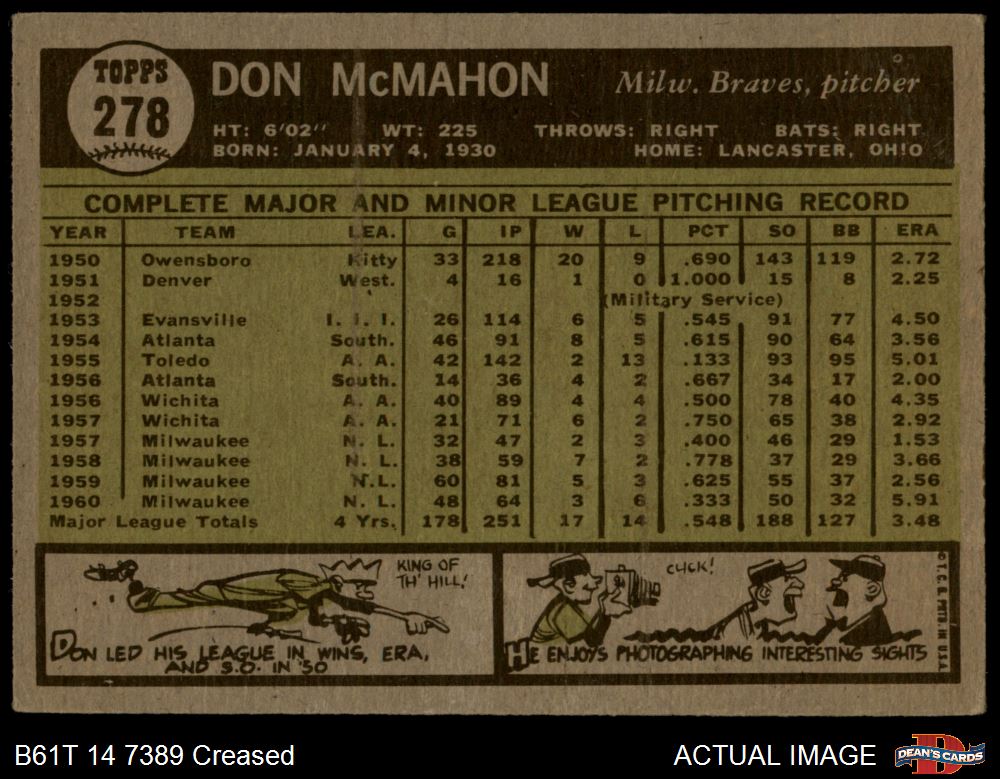 TOPPS
278
DON McMAHON
Milw. Braves, pitcher
HT: 6'02" WT: 225 THROWS: RIGHT BATS: RIGHT
BORN: JANUARY 4, 1930 HOME: LANCASTER, OHIO
COMPLETE MAJOR AND MINOR LEAGUE PITCHING RECORD
YEAR TEAM LEA. G IP W L PCT SO BB ERA
1950 Owensboro Kitty 33 218 20 9 .690 143 119 2.72
1951 Denver West. 4 16 1 0 1.000 15 8 2.25
1952 (Military Service)
1953 Evansville I. I. I. 26 114 6 5 .545 91 77 4.50
1954 Atlanta South. 46 91 8 5 .615 90 64 3.56
1955 Toledo A. A. 42 142 2 13 .133 93 95 5.01
1956 Atlanta South. 14 36 4 2 .667 34 17 2.00
1956 Wichita A. A. 40 89 4 4 .500 78 40 4.35
1957 Wichita A. A. 21 71 6 2 .750 65 38 2.92
1957 Milwaukee N. L. 32 47 2 3 .400 46 29 1.53
1958 Milwaukee N. L. 38 59 7 2 .778 37 29 3.66
1959 Milwaukee N.L. 60 81 5 3 .625 55 37 2.56
1960 Milwaukee N. L. 48 64 3 6 .333 50 32 5.91
Major League Totals 4 Yrs. 178 251 17 14 .548 188 127 3.48
KING OF
TH' HILL!
DON LED HIS LEAGUE IN WINS, ERA,
AND S.O. IN '50
CLICK!
HE ENJOYS PHOTOGRAPHING INTERESTING SIGHTS
© T. C. G. PRTD. IN U.S.A.
B61T 14 7389 Creased
ACTUAL IMAGE
DEAN'S CARDS